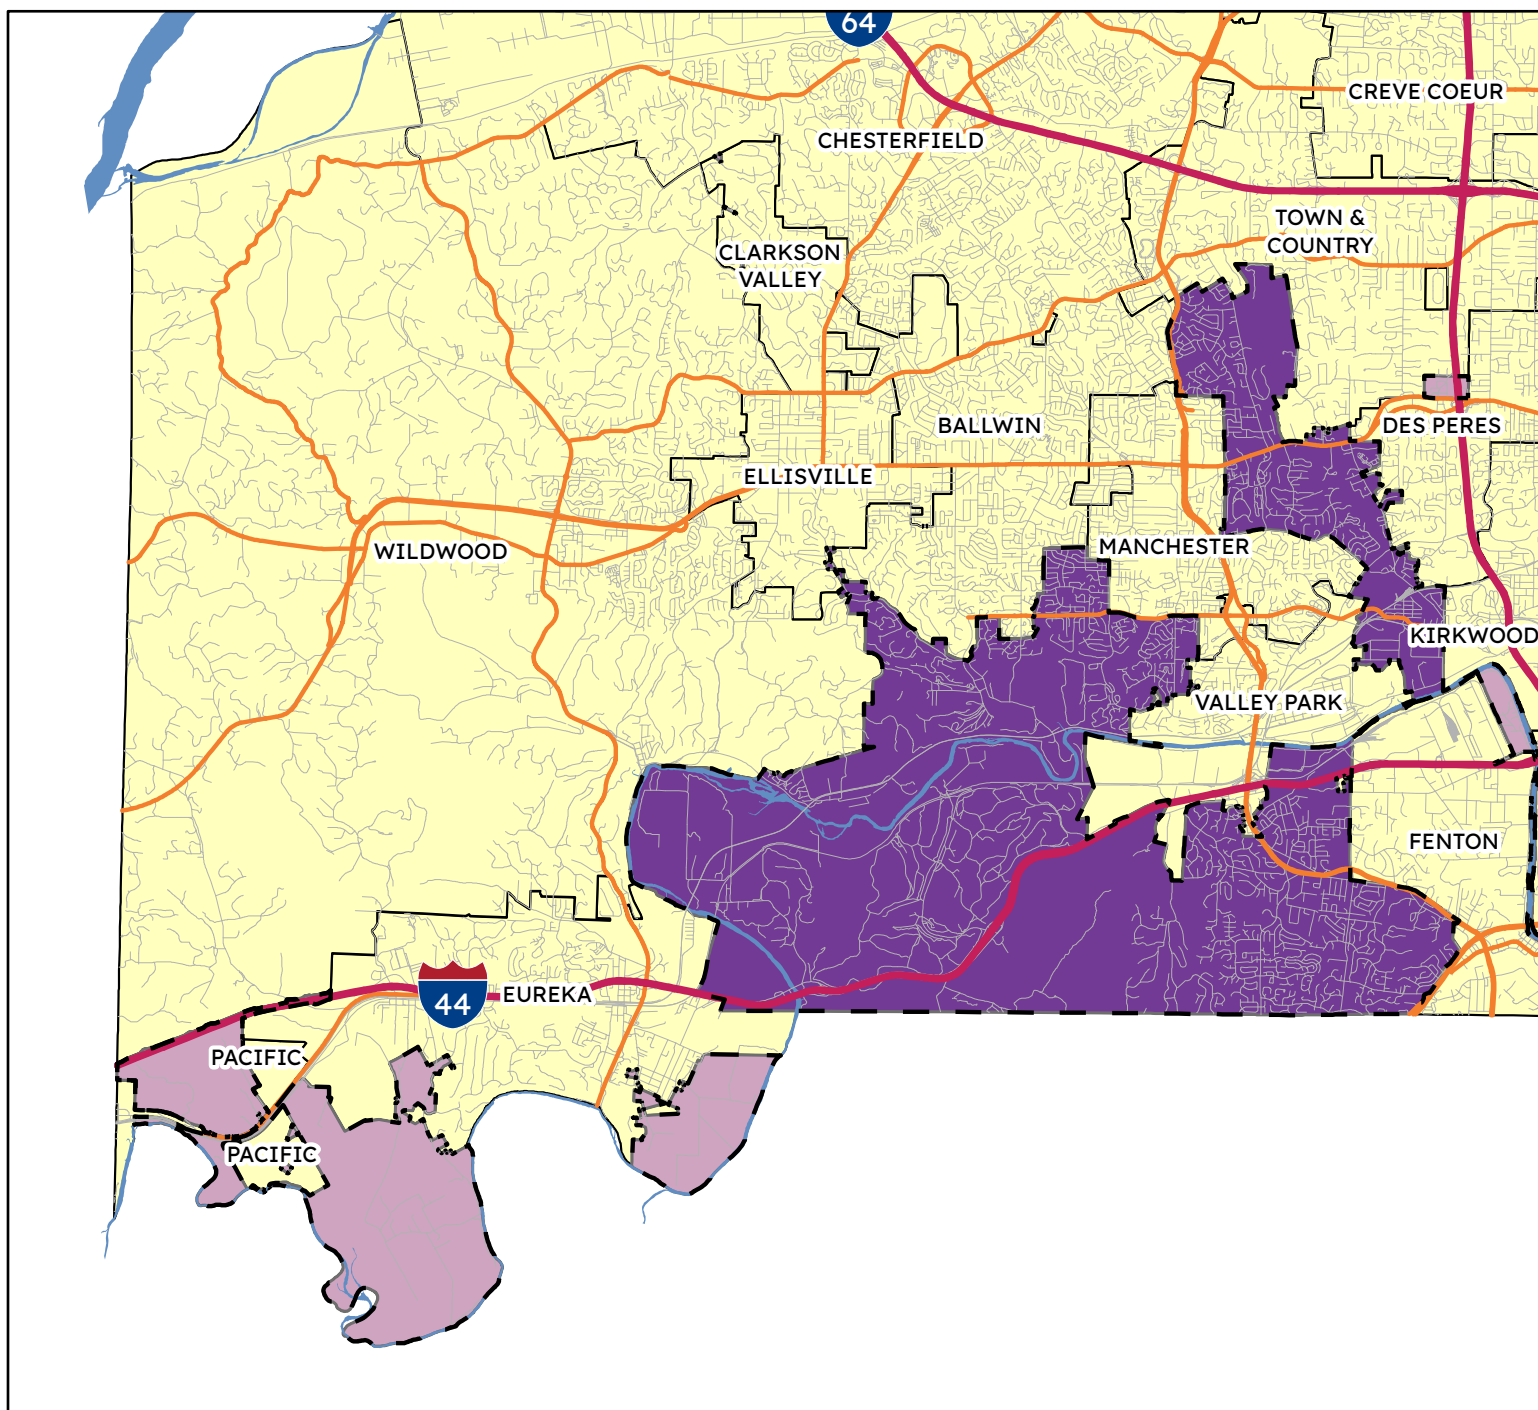 64
CREVE COEUR
CHESTERFIELD
TOWN &
COUNTRY
CLARKSON
VALLEY
BALLWIN
DES PERES
ELLISVILLE
WILDWOOD
MANCHESTER
KIRKWOOD
VALLEY PARK
FENTON
44
EUREKA
PACIFIC
PACIFIC